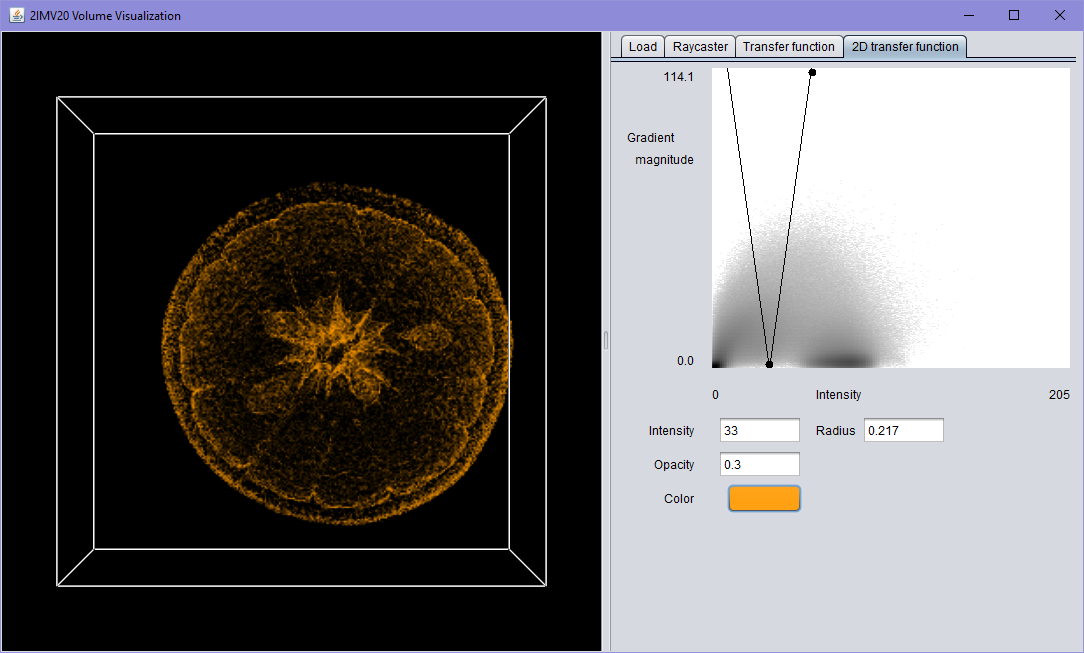 2IMV20 Volume Visualization
Load Raycaster Transfer function 2D transfer function
114.1
Gradient
magnitude
0.0
0 Intensity 205
Intensity 33 Radius 0.217
Opacity 0.3
Color